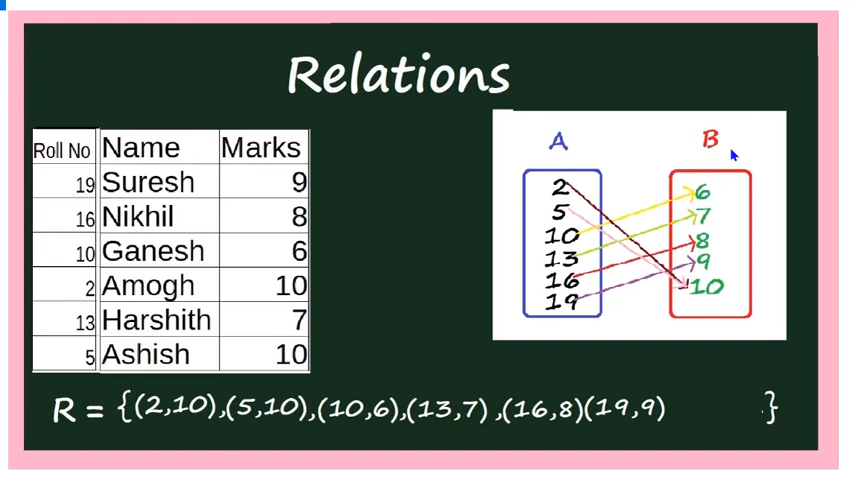 Relations
Roll No Name Marks
19 Suresh 9
16 Nikhil 8
10 Ganesh 6
2 Amogh 10
13 Harshith 7
5 Ashish 10
A B
2 6
5 7
10 8
13 9
16 10
19
R = {(2,10),(5,10),(10,6),(13,7),(16,8)(19,9) .}